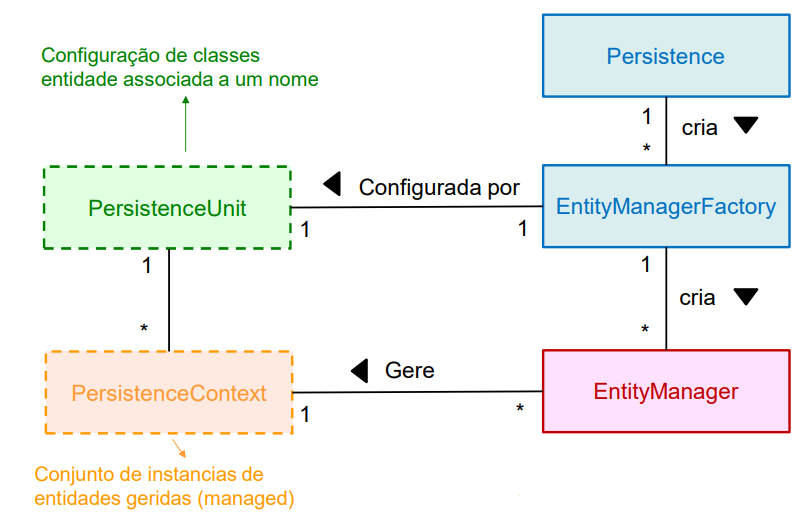 Configuração de classes
entidade associada a um nome
Persistence
1
cria
*
PersistenceUnit
Configurada por
EntityManagerFactory
1
1
1
1
cria
*
*
PersistenceContext
Gere
EntityManager
1
*
Conjunto de instancias de
entidades geridas (managed)